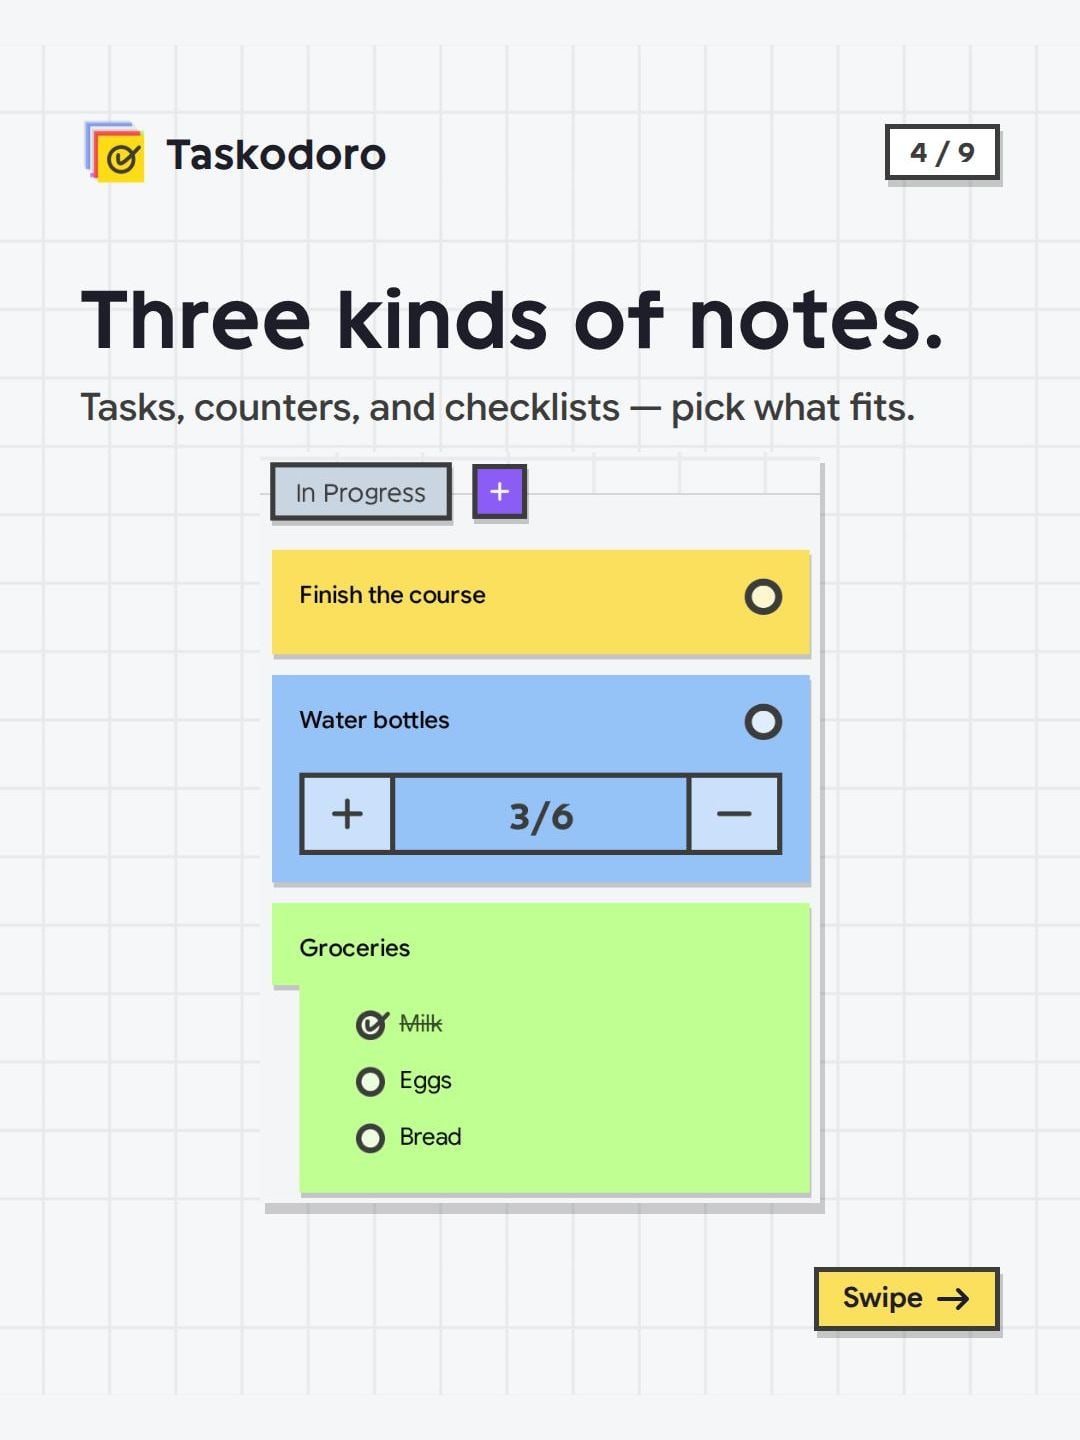 Taskodoro
4 / 9
Three kinds of notes.
Tasks, counters, and checklists — pick what fits.
In Progress
+
Finish the course
Water bottles
+ 3/6 —
Groceries
Milk
Eggs
Bread
Swipe →